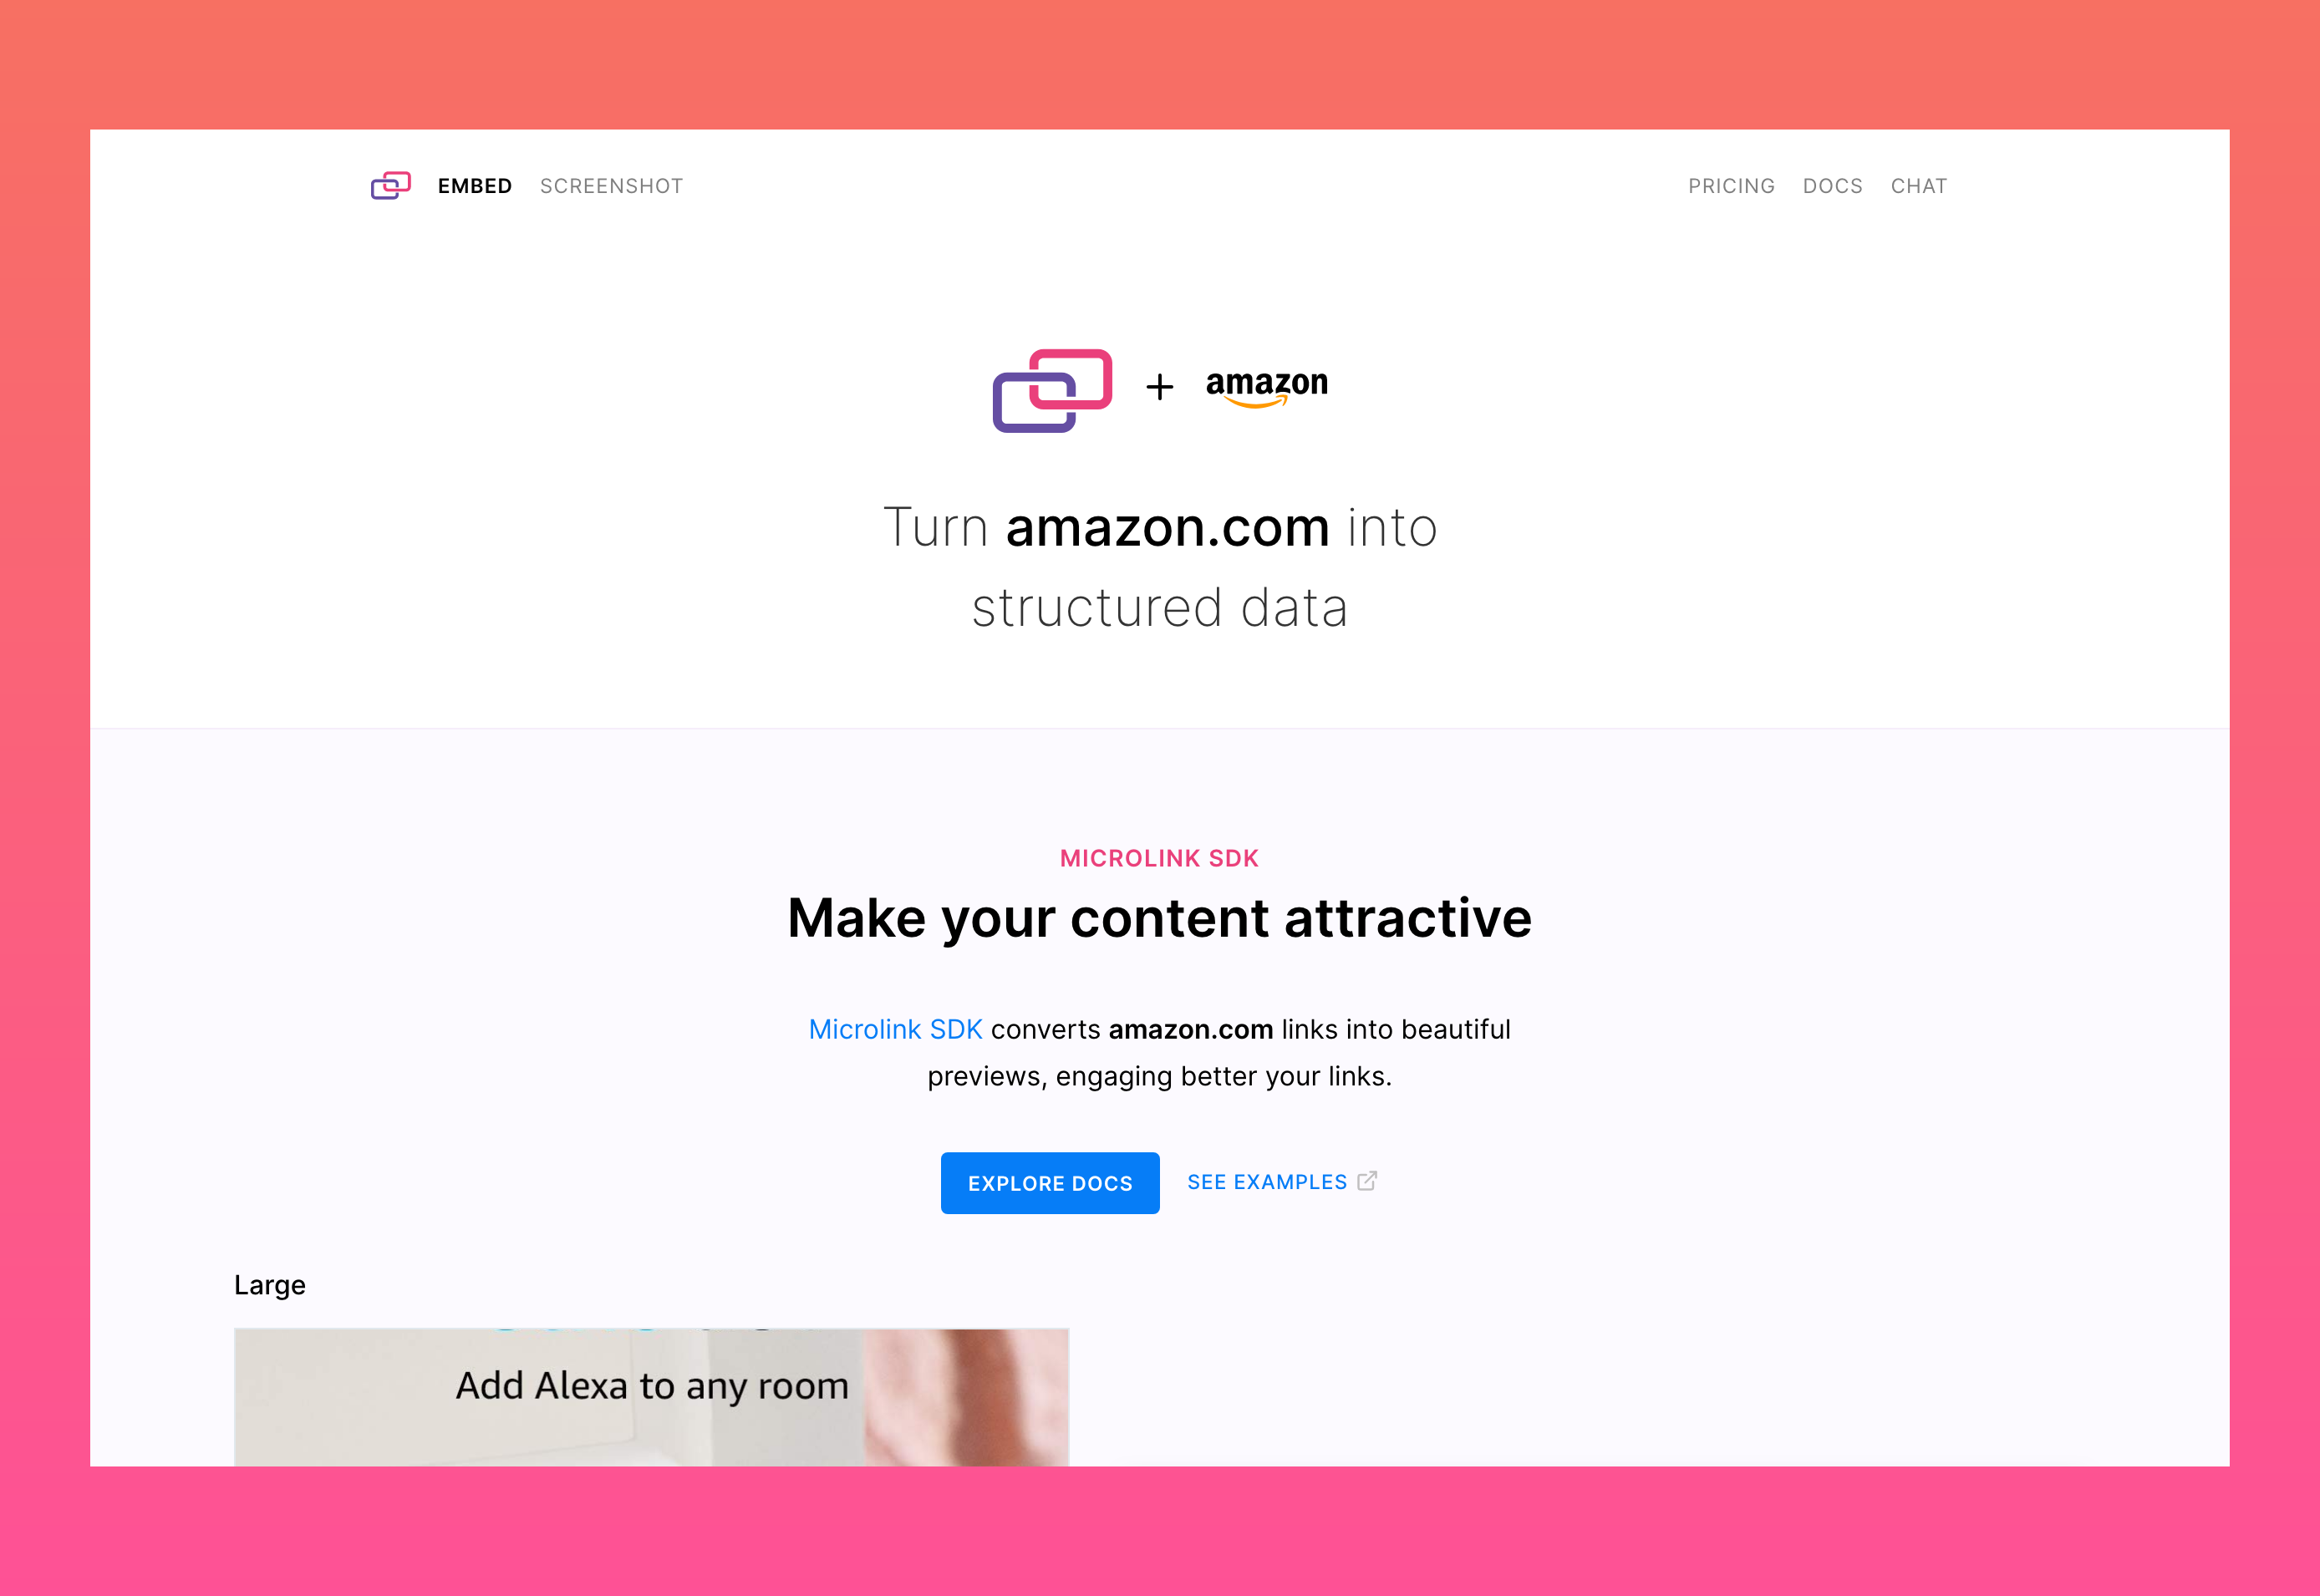 EMBED SCREENSHOT PRICING DOCS CHAT
+ amazon
Turn amazon.com into
structured data
MICROLINK SDK
Make your content attractive
Microlink SDK converts amazon.com links into beautiful
previews, engaging better your links.
EXPLORE DOCS SEE EXAMPLES
Large
Add Alexa to any room